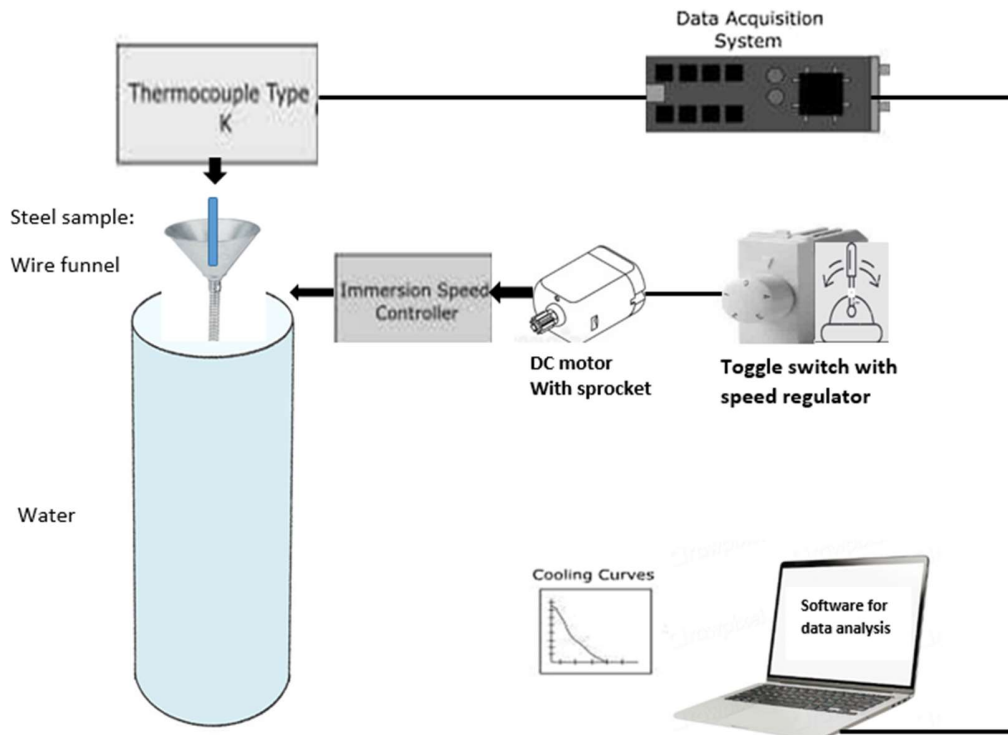 Data Acquisition
System
Thermocouple Type
K
Steel sample:
Wire funnel
Immersion Speed
Controller
DC motor
With sprocket
Toggle switch with
speed regulator
Water
Cooling Curves
Software for
data analysis